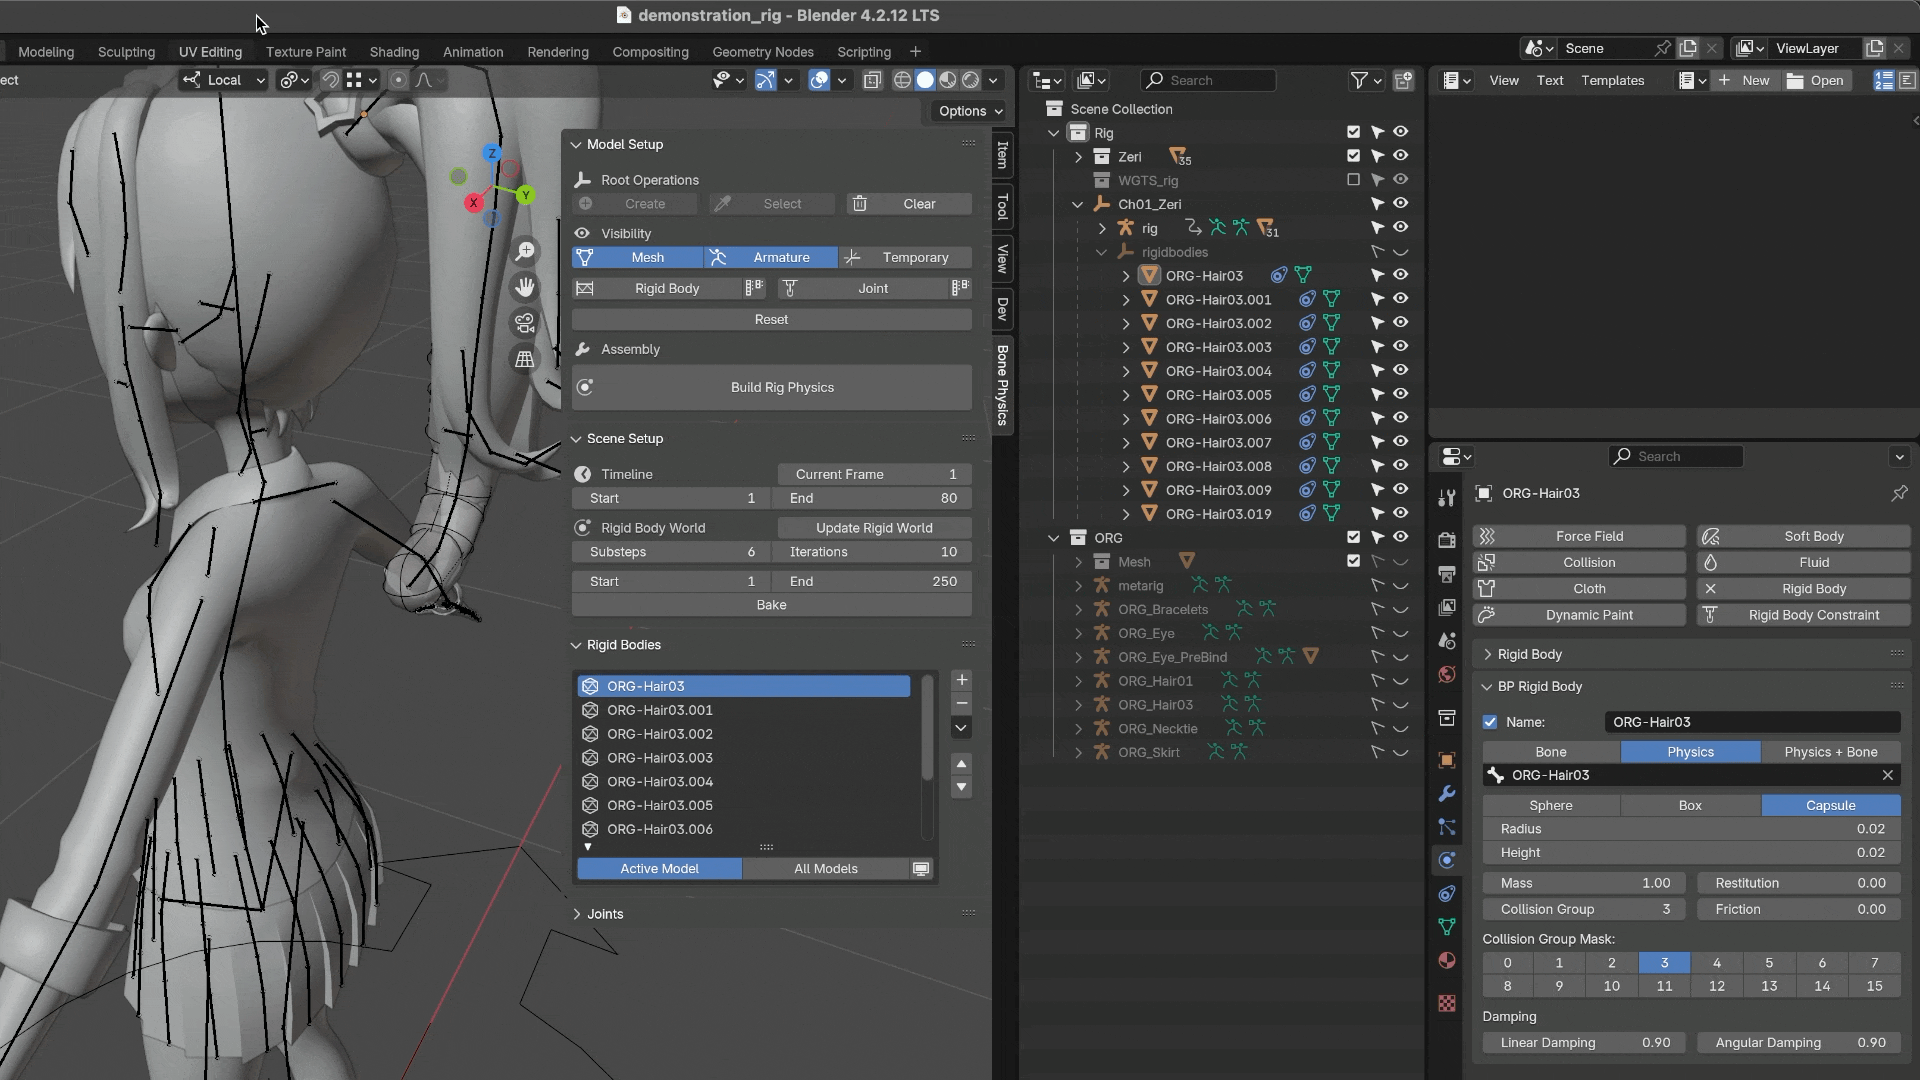 demonstration_rig - Blender 4.2.12 LTS
Modeling Sculpting UV Editing Texture Paint Shading Animation Rendering Compositing Geometry Nodes Scripting +
Scene
ViewLayer
ect
Local
Options
Search
View Text Templates New Open
Z
Y
X
Item
Tool
View
Dev
Bone Physics
Model Setup
Root Operations
Create Select Clear
Visibility
Mesh Armature Temporary
Rigid Body Joint
Reset
Assembly
Build Rig Physics
Scene Setup
Timeline Current Frame 1
Start 1 End 80
Rigid Body World Update Rigid World
Substeps 6 Iterations 10
Start 1 End 250
Bake
Rigid Bodies
ORG-Hair03
ORG-Hair03.001
ORG-Hair03.002
ORG-Hair03.003
ORG-Hair03.004
ORG-Hair03.005
ORG-Hair03.006
Active Model All Models
Joints
Scene Collection
Rig
Zeri 35
WGTS_rig
Ch01_Zeri
rig 31
rigidbodies
ORG-Hair03
ORG-Hair03.001
ORG-Hair03.002
ORG-Hair03.003
ORG-Hair03.004
ORG-Hair03.005
ORG-Hair03.006
ORG-Hair03.007
ORG-Hair03.008
ORG-Hair03.009
ORG-Hair03.019
ORG
Mesh
metarig
ORG_Bracelets
ORG_Eye
ORG_Eye_PreBind
ORG_Hair01
ORG_Hair03
ORG_Necktie
ORG_Skirt
Search
ORG-Hair03
Force Field Soft Body
Collision Fluid
Cloth Rigid Body
Dynamic Paint Rigid Body Constraint
Rigid Body
BP Rigid Body
Name: ORG-Hair03
Bone Physics Physics + Bone
ORG-Hair03
Sphere Box Capsule
Radius 0.02
Height 0.02
Mass 1.00 Restitution 0.00
Collision Group 3 Friction 0.00
Collision Group Mask:
0 1 2 3 4 5 6 7
8 9 10 11 12 13 14 15
Damping
Linear Damping 0.90 Angular Damping 0.90